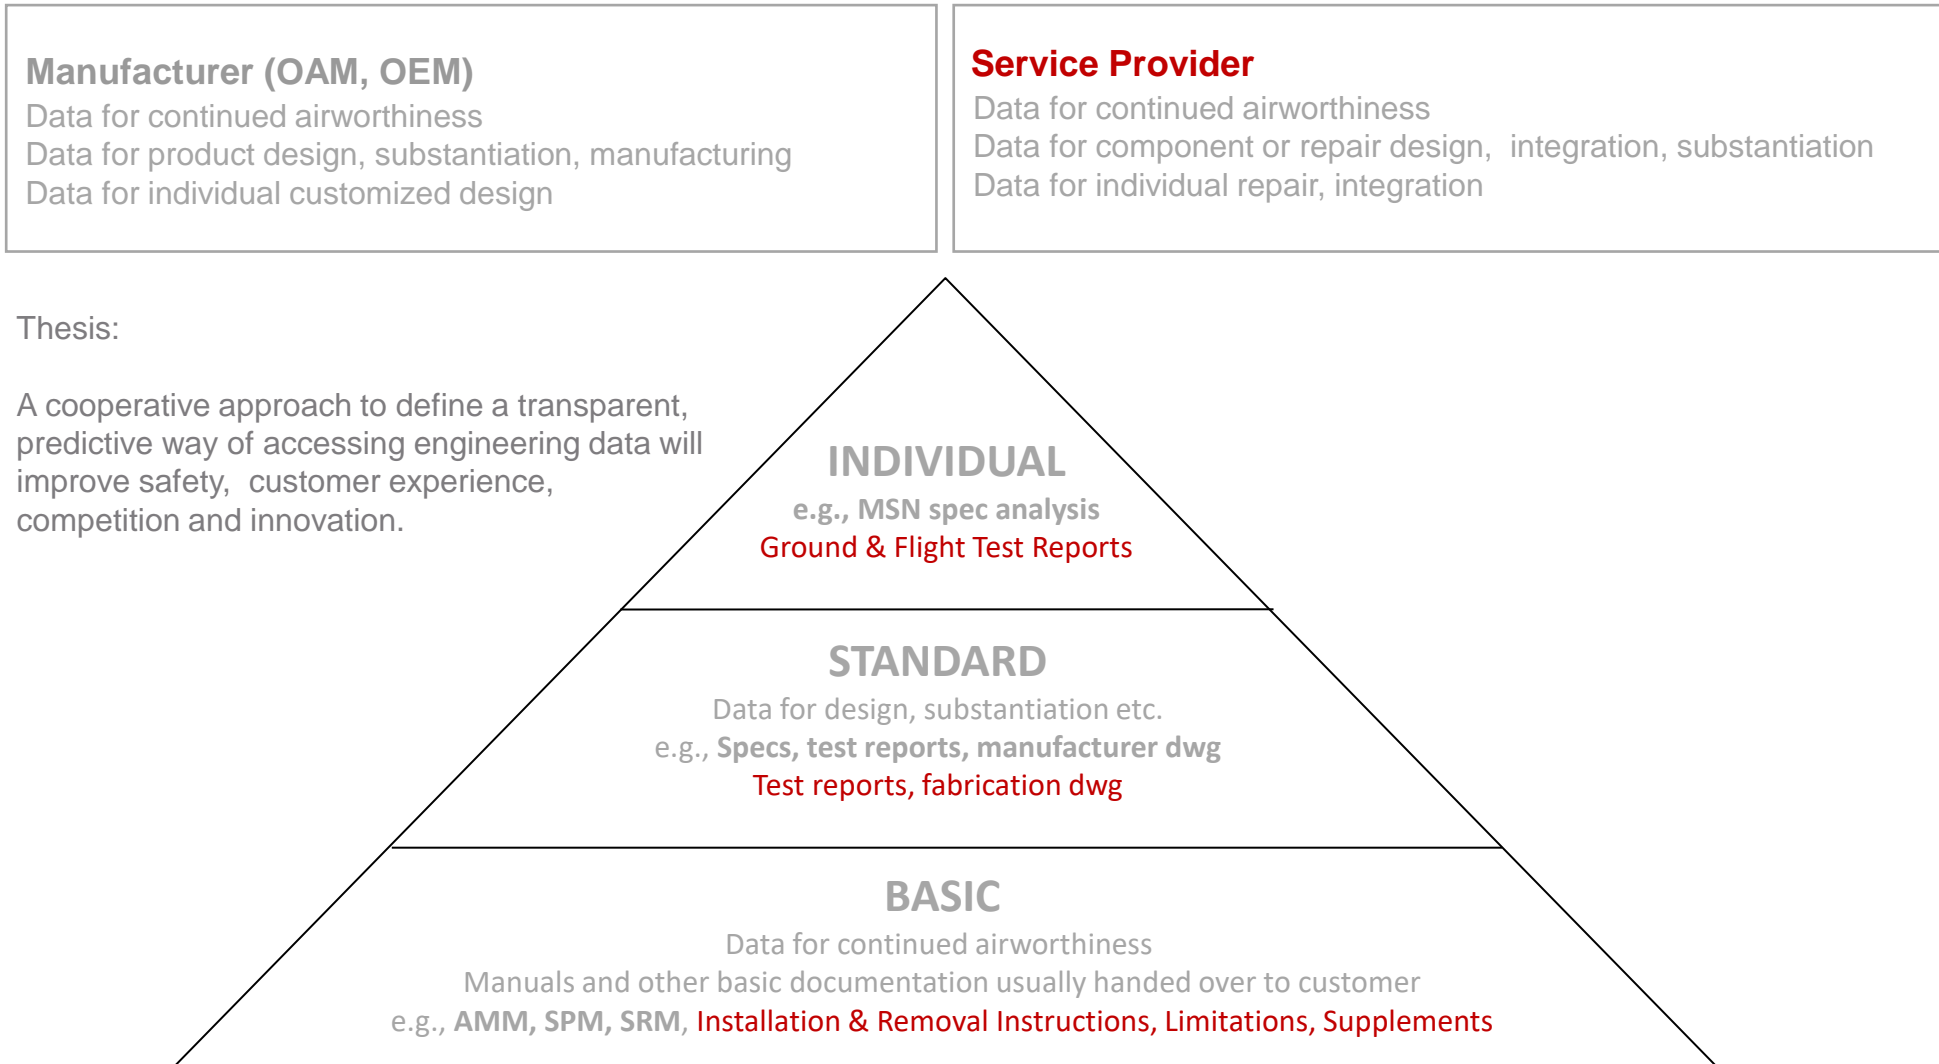 Manufacturer (OAM, OEM)
Data for continued airworthiness
Data for product design, substantiation, manufacturing
Data for individual customized design
Service Provider
Data for continued airworthiness
Data for component or repair design,  integration, substantiation
Data for individual repair, integration
Thesis:
A cooperative approach to define a transparent,
predictive way of accessing engineering data will
improve safety,  customer experience,
competition and innovation.
INDIVIDUAL
e.g., MSN spec analysis
Ground & Flight Test Reports
STANDARD
Data for design, substantiation etc.
e.g., Specs, test reports, manufacturer dwg
Test reports, fabrication dwg
BASIC
Data for continued airworthiness
Manuals and other basic documentation usually handed over to customer
e.g., AMM, SPM, SRM, Installation & Removal Instructions, Limitations, Supplements